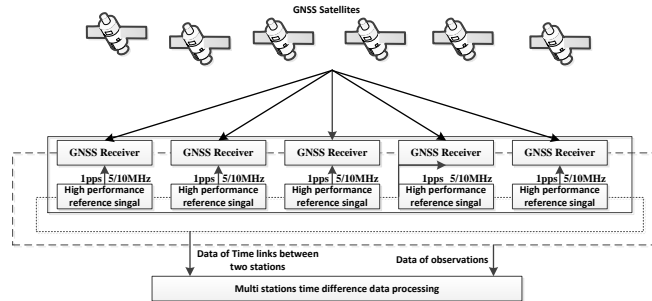 GNSS Satellites
GNSS Receiver GNSS Receiver GNSS Receiver GNSS Receiver GNSS Receiver
1pps 5/10MHz 1pps 5/10MHz 1pps 5/10MHz 1pps 5/10MHz 1pps 5/10MHz
High performance High performance High performance High performance High performance
reference singal reference singal reference singal reference singal reference singal
Data of Time links between
two stations
Data of observations
Multi stations time difference data processing